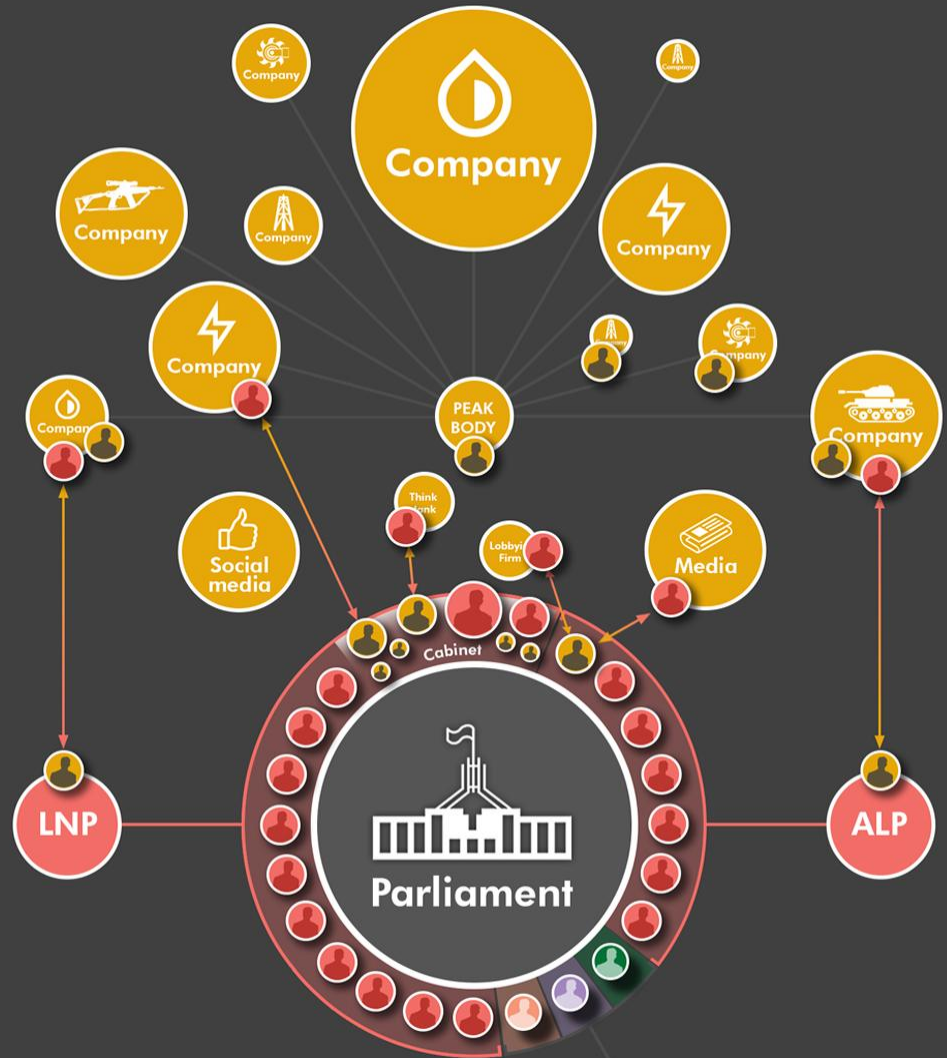 Company
Company
Company
Company
Company
Company
Company
Company
Company
PEAK
BODY
Company
Think
Lobbyi
Firm
Social
media
Media
Cabinet
LNP
ALP
Parliament